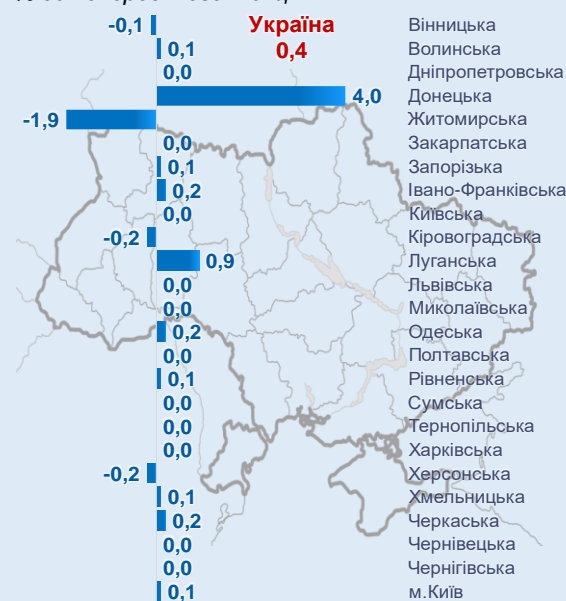 Україна
0,4
-0,1 Вінницька
0,1 Волинська
0,0 Дніпропетровська
4,0 Донецька
-1,9 Житомирська
0,0 Закарпатська
0,1 Запорізька
0,2 Івано-Франківська
0,0 Київська
-0,2 Кіровоградська
0,9 Луганська
0,0 Львівська
0,0 Миколаївська
0,2 Одеська
0,0 Полтавська
0,1 Рівненська
0,0 Сумська
0,0 Тернопільська
0,0 Харківська
-0,2 Херсонська
0,1 Хмельницька
0,2 Черкаська
0,0 Чернівецька
0,0 Чернігівська
0,1 м.Київ